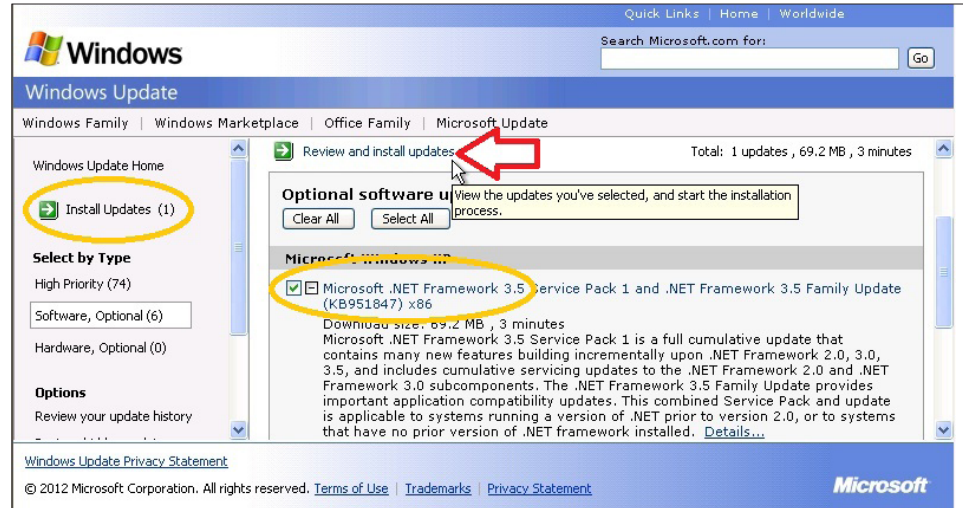 Quick Links | Home | Worldwide
Windows
Search Microsoft.com for:
Go
Windows Update
Windows Family | Windows Marketplace | Office Family | Microsoft Update
Windows Update Home
Install Updates (1)
Select by Type
High Priority (74)
Software, Optional (6)
Hardware, Optional (0)
Options
Review your update history
Review and install updates
Total: 1 updates , 69.2 MB , 3 minutes
Optional software u
View the updates you've selected, and start the installation
process.
Clear All Select All
Microsoft Windows XP
Microsoft .NET Framework 3.5 Service Pack 1 and .NET Framework 3.5 Family Update
(KB951847) x86
Download size: 69.2 MB , 3 minutes
Microsoft .NET Framework 3.5 Service Pack 1 is a full cumulative update that
contains many new features building incrementally upon .NET Framework 2.0, 3.0,
3.5, and includes cumulative servicing updates to the .NET Framework 2.0 and .NET
Framework 3.0 subcomponents. The .NET Framework 3.5 Family Update provides
important application compatibility updates. This combined Service Pack and update
is applicable to systems running a version of .NET prior to version 2.0, or to systems
that have no prior version of .NET framework installed. Details...
Windows Update Privacy Statement
© 2012 Microsoft Corporation. All rights reserved. Terms of Use | Trademarks | Privacy Statement
Microsoft